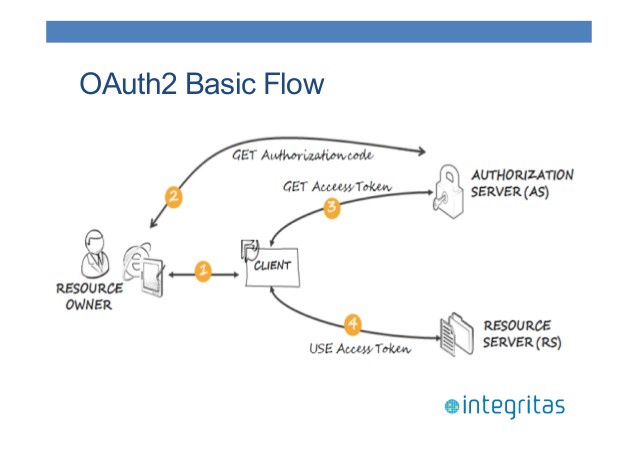 OAuth2 Basic Flow
GET Authorization code
2
GET Acceess Token
3
AUTHORIZATION
SERVER (AS)
RESOURCE
OWNER
1
CLIENT
4
USE Access Token
RESOURCE
SERVER (RS)
integritas